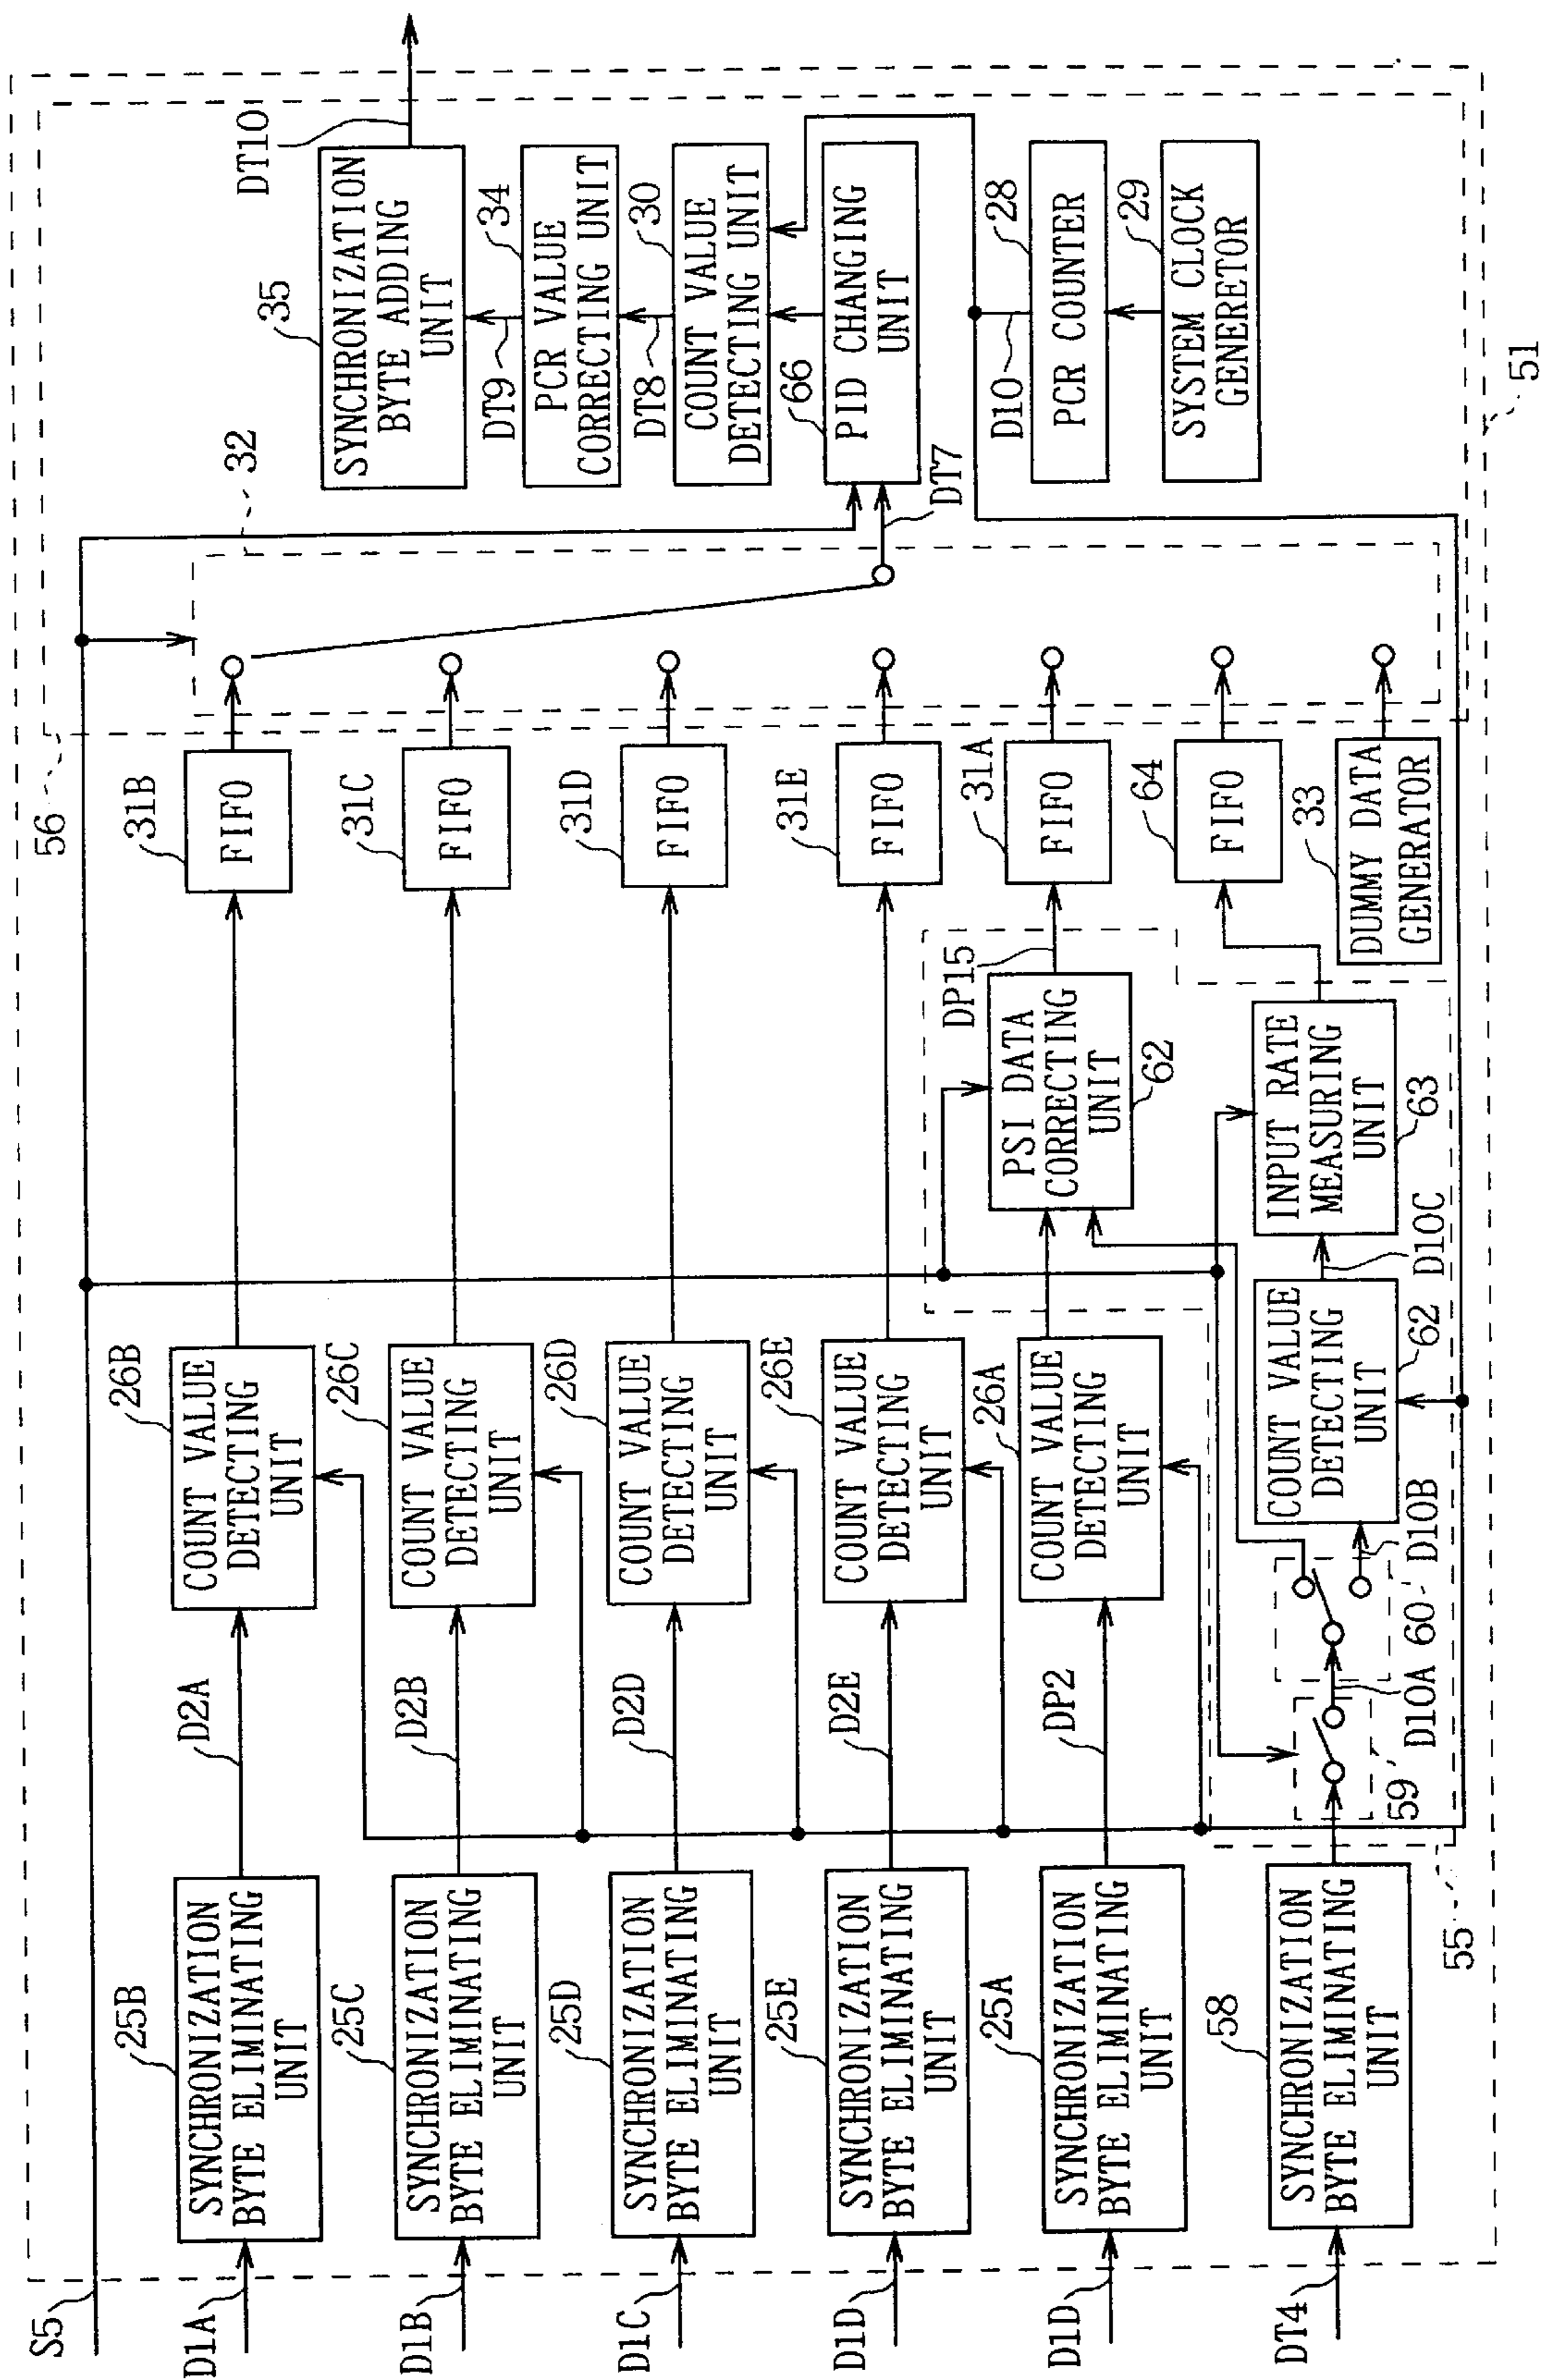 S5
D1A
25B
SYNCHRONIZATION
BYTE ELIMINATING
UNIT
D2A
26B
COUNT VALUE
DETECTING
UNIT
31B
FIFO
D1B
25C
SYNCHRONIZATION
BYTE ELIMINATING
UNIT
D2B
26C
COUNT VALUE
DETECTING
UNIT
31C
FIFO
D1C
25D
SYNCHRONIZATION
BYTE ELIMINATING
UNIT
D2D
26D
COUNT VALUE
DETECTING
UNIT
31D
FIFO
D1D
25E
SYNCHRONIZATION
BYTE ELIMINATING
UNIT
D2E
26E
COUNT VALUE
DETECTING
UNIT
31E
FIFO
D1D
25A
SYNCHRONIZATION
BYTE ELIMINATING
UNIT
DP2
26A
COUNT VALUE
DETECTING
UNIT
PSI DATA
CORRECTING
UNIT
62
DP15
31A
FIFO
DT4
58
SYNCHRONIZATION
BYTE ELIMINATING
UNIT
55
59
D10A
60
D10B
COUNT VALUE
DETECTING
UNIT
62
D10C
INPUT RATE
MEASURING
UNIT
63
64
FIFO
33
DUMMY DATA
GENERATOR
56
32
DT7
35
SYNCHRONIZATION
BYTE ADDING
UNIT
DT10
DT9
34
PCR VALUE
CORRECTING UNIT
DT8
30
COUNT VALUE
DETECTING UNIT
66
PID CHANGING
UNIT
D10
28
PCR COUNTER
29
SYSTEM CLOCK
GENERETOR
51